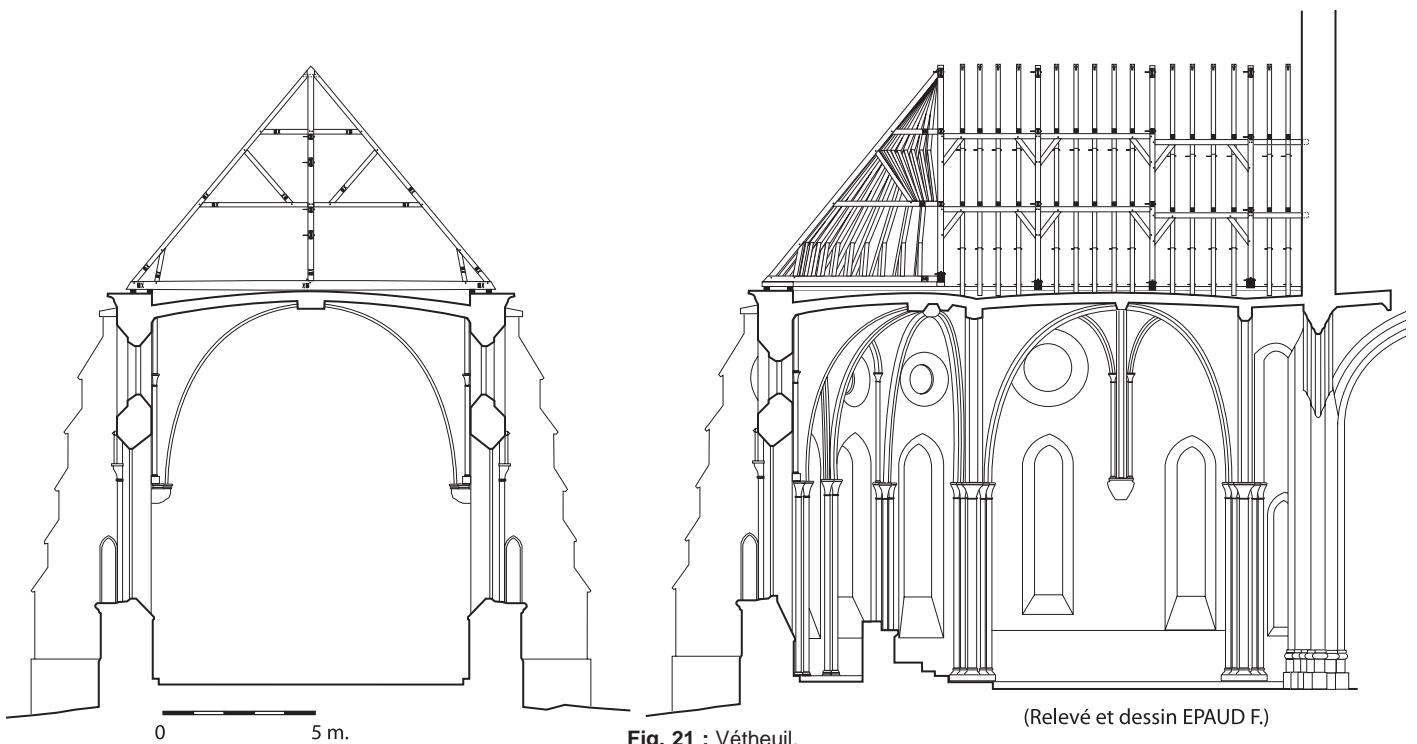 0 5 m.
(Relevé et dessin EPAUD F.)
Fig. 21 : Vétheuil.